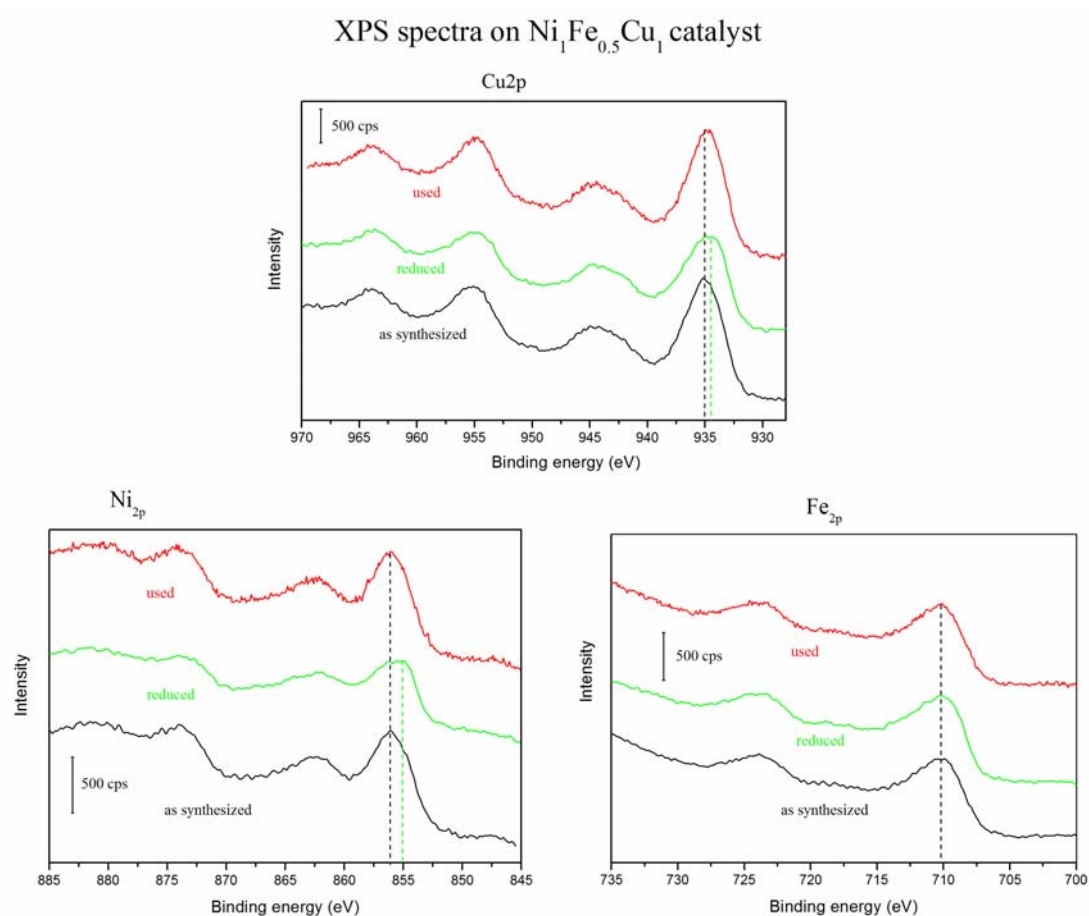 XPS spectra on Ni1Fe0.5Cu1 catalyst
Cu2p
500 cps
used
reduced
as synthesized
Intensity
970 965 960 955 950 945 940 935 930
Binding energy (eV)
Ni2p
used
reduced
500 cps
as synthesized
Intensity
885 880 875 870 865 860 855 850 845
Binding energy (eV)
Fe2p
500 cps
used
reduced
as synthesized
Intensity
735 730 725 720 715 710 705 700
Binding energy (eV)